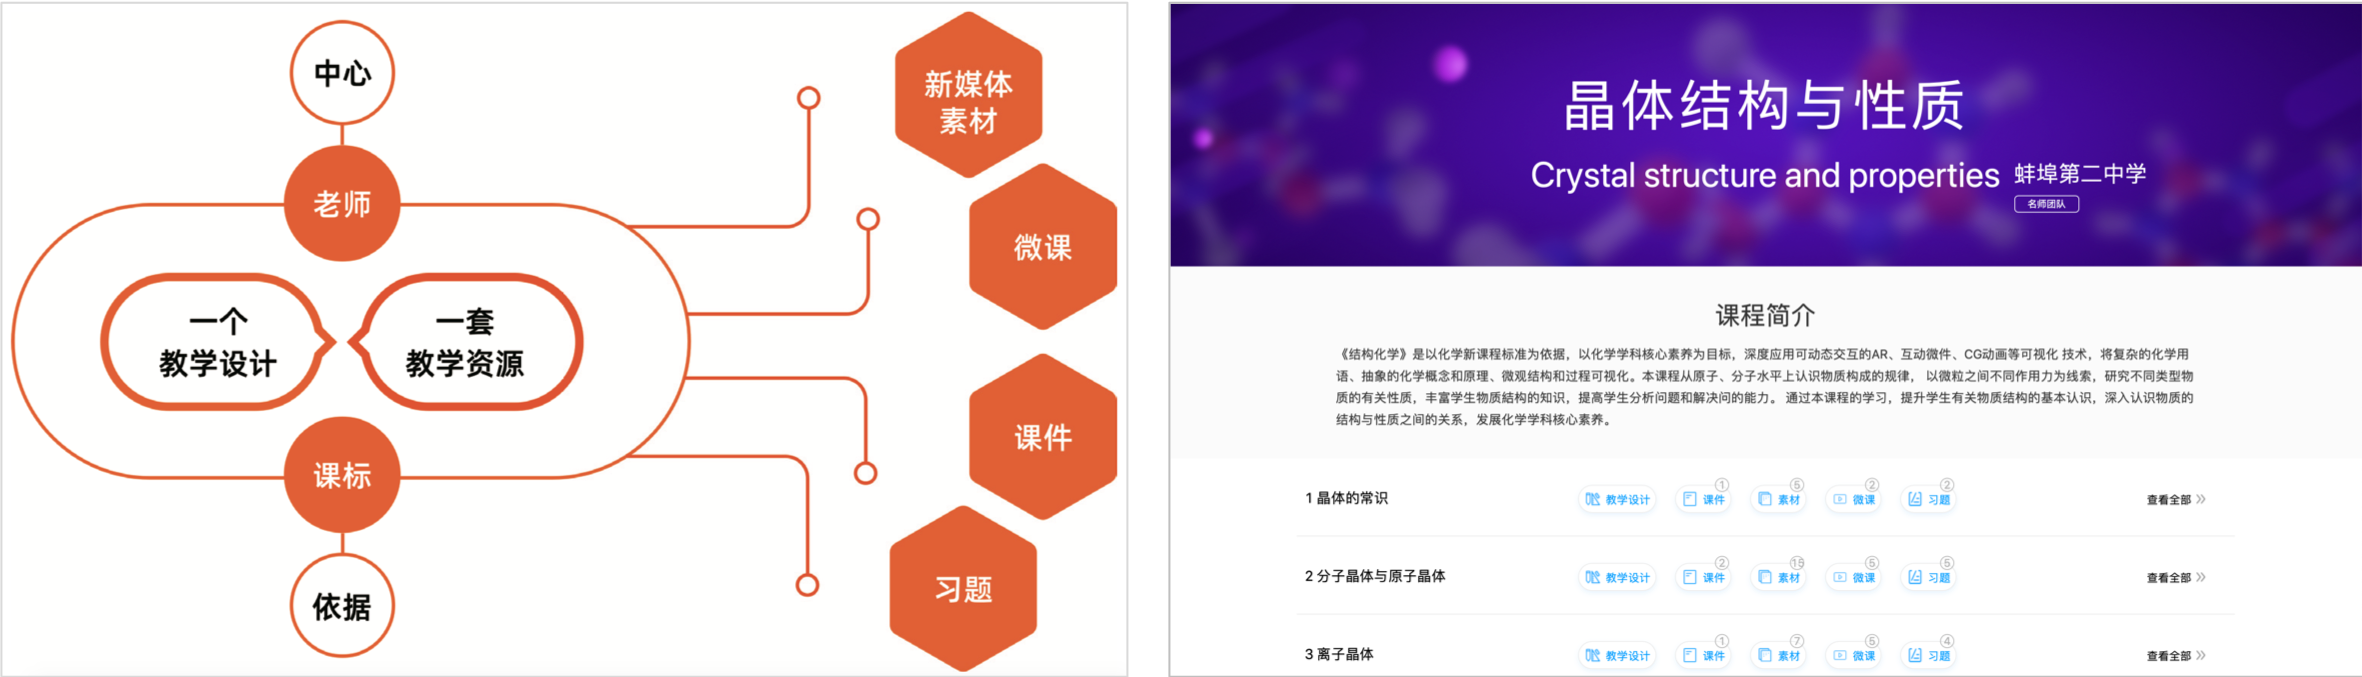 中心
老师
一个
教学设计
一套
教学资源
课标
依据
新媒体
素材
微课
课件
习题
晶体结构与性质
Crystal structure and properties 蚌埠第二中学
名师团队
课程简介
《结构化学》是以化学新课程标准为依据，以化学学科核心素养为目标，深度应用可动态交互的AR、互动微件、CG动画等可视化 技术，将复杂的化学用
语、抽象的化学概念和原理、微观结构和过程可视化。本课程从原子、分子水平上认识物质构成的规律， 以微粒之间不同作用力为线索，研究不同类型物
质的有关性质，丰富学生物质结构的知识，提高学生分析问题和解决问的能力。 通过本课程的学习，提升学生有关物质结构的基本认识，深入认识物质的
结构与性质之间的关系，发展化学学科核心素养。
1 晶体的常识 教学设计 课件 1 素材 6 微课 2 习题 2 查看全部 »
2 分子晶体与原子晶体 教学设计 课件 2 素材 15 微课 5 习题 5 查看全部 »
3 离子晶体 教学设计 课件 1 素材 7 微课 5 习题 4 查看全部 »